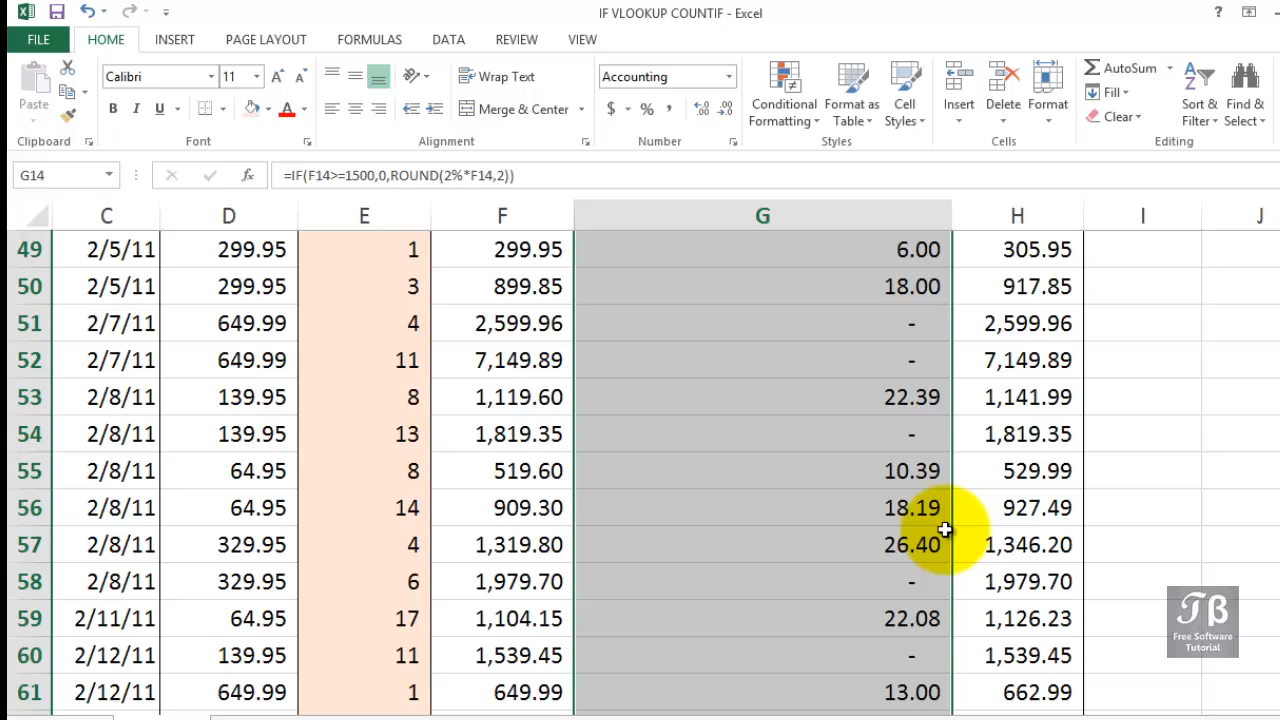 IF VLOOKUP COUNTIF - Excel ?
FILE HOME INSERT PAGE LAYOUT FORMULAS DATA REVIEW VIEW
Calibri 11 Wrap Text Accounting AutoSum
Paste B I U A Merge & Center $ % , Conditional Formatting Format as Table Cell Styles Insert Delete Format Fill Clear Sort & Filter Find & Select
Clipboard Font Alignment Number Styles Cells Editing
G14 fx =IF(F14>=1500,0,ROUND(2%*F14,2))
C D E F G H I J
49 2/5/11 299.95 1 299.95 6.00 305.95
50 2/5/11 299.95 3 899.85 18.00 917.85
51 2/7/11 649.99 4 2,599.96 - 2,599.96
52 2/7/11 649.99 11 7,149.89 - 7,149.89
53 2/8/11 139.95 8 1,119.60 22.39 1,141.99
54 2/8/11 139.95 13 1,819.35 - 1,819.35
55 2/8/11 64.95 8 519.60 10.39 529.99
56 2/8/11 64.95 14 909.30 18.19 927.49
57 2/8/11 329.95 4 1,319.80 26.40 1,346.20
58 2/8/11 329.95 6 1,979.70 - 1,979.70
59 2/11/11 64.95 17 1,104.15 22.08 1,126.23
60 2/12/11 139.95 11 1,539.45 - 1,539.45
61 2/12/11 649.99 1 649.99 13.00 662.99
TB
Free Software
Tutorial